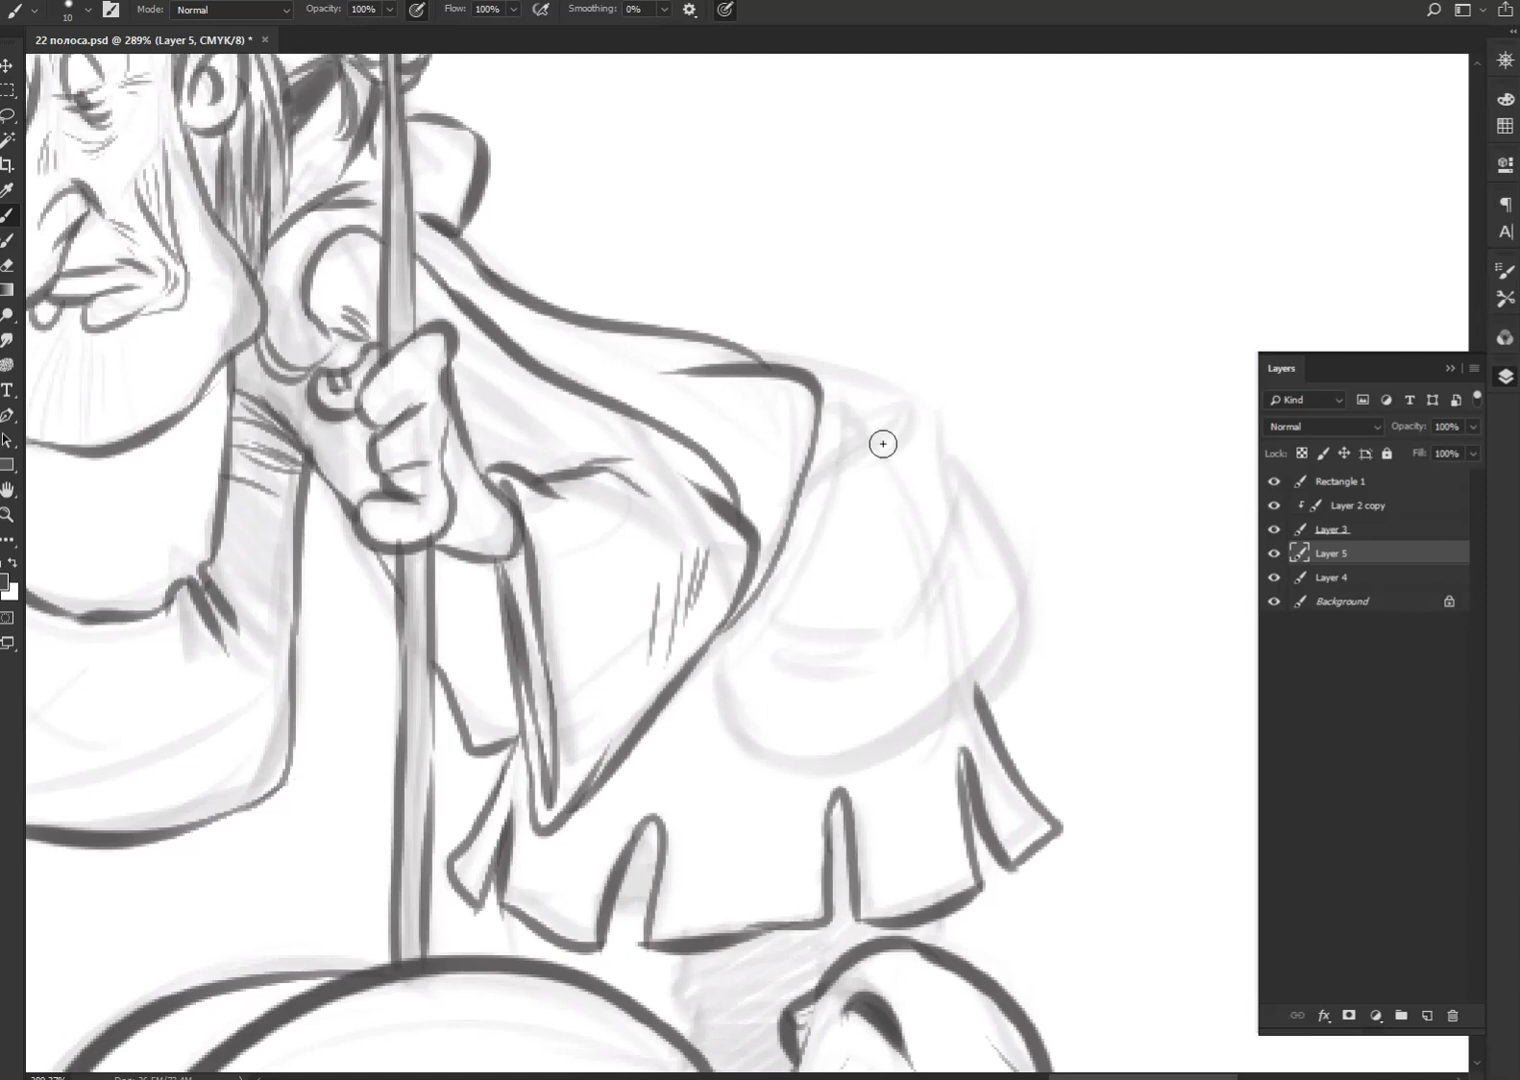 10 Mode: Normal Opacity: 100% Flow: 100% Smoothing: 0%
22 полоса.psd @ 289% (Layer 5, CMYK/8) * ×
Layers
Kind
Normal Opacity: 100%
Lock: Fill: 100%
Rectangle 1
Layer 2 copy
Layer 3
Layer 5
Layer 4
Background